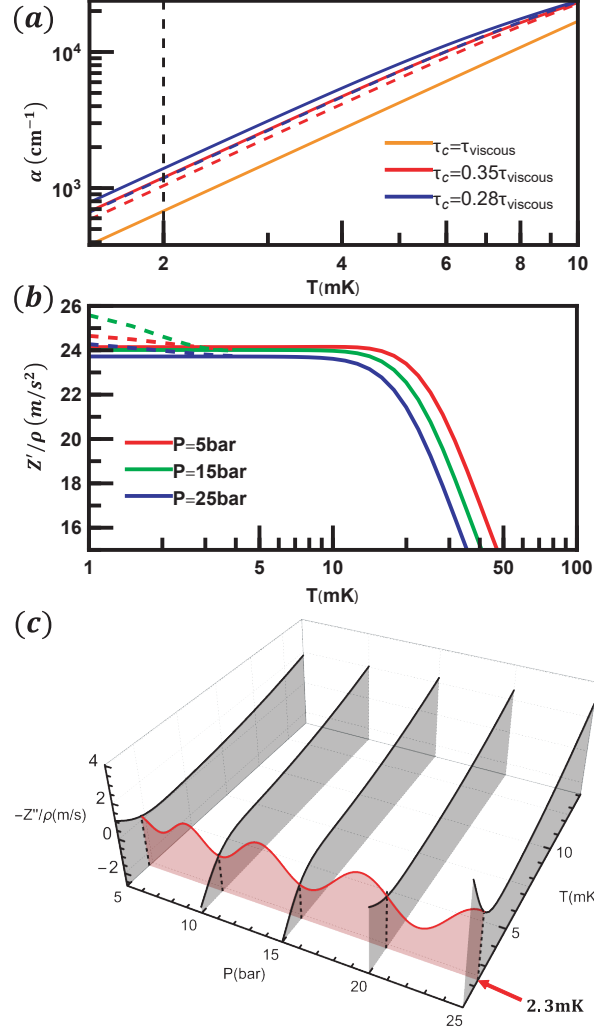 (a)
10⁴
10³
α (cm⁻¹)
τc=τviscous
τc=0.35τviscous
τc=0.28τviscous
2 4 6 8 10
T(mK)
(b)
26
24
22
20
18
16
Z'/ρ (m/s²)
P=5bar
P=15bar
P=25bar
1 5 10 50 100
T(mK)
(c)
4
2
0
−2
−Z''/ρ(m/s)
5
10
15
20
25
P(bar)
10
5
T(mK
2.3mK